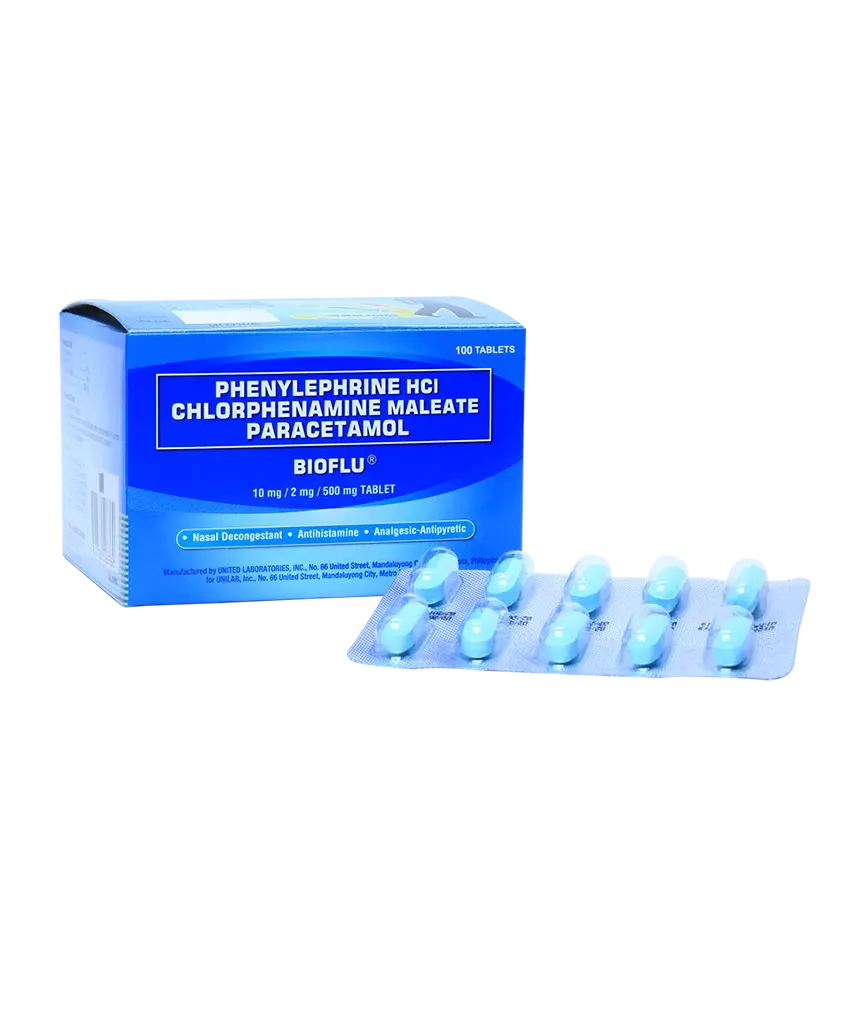 100 TABLETS
PHENYLEPHRINE HCl
CHLORPHENAMINE MALEATE
PARACETAMOL
BIOFLU®
10 mg / 2 mg / 500 mg TABLET
• Nasal Decongestant • Antihistamine • Analgesic-Antipyretic
Manufactured by UNITED LABORATORIES, INC., No. 66 United Street, Mandaluyong
for UNILAB, Inc., No. 66 United Street, Mandaluyong City, Metro